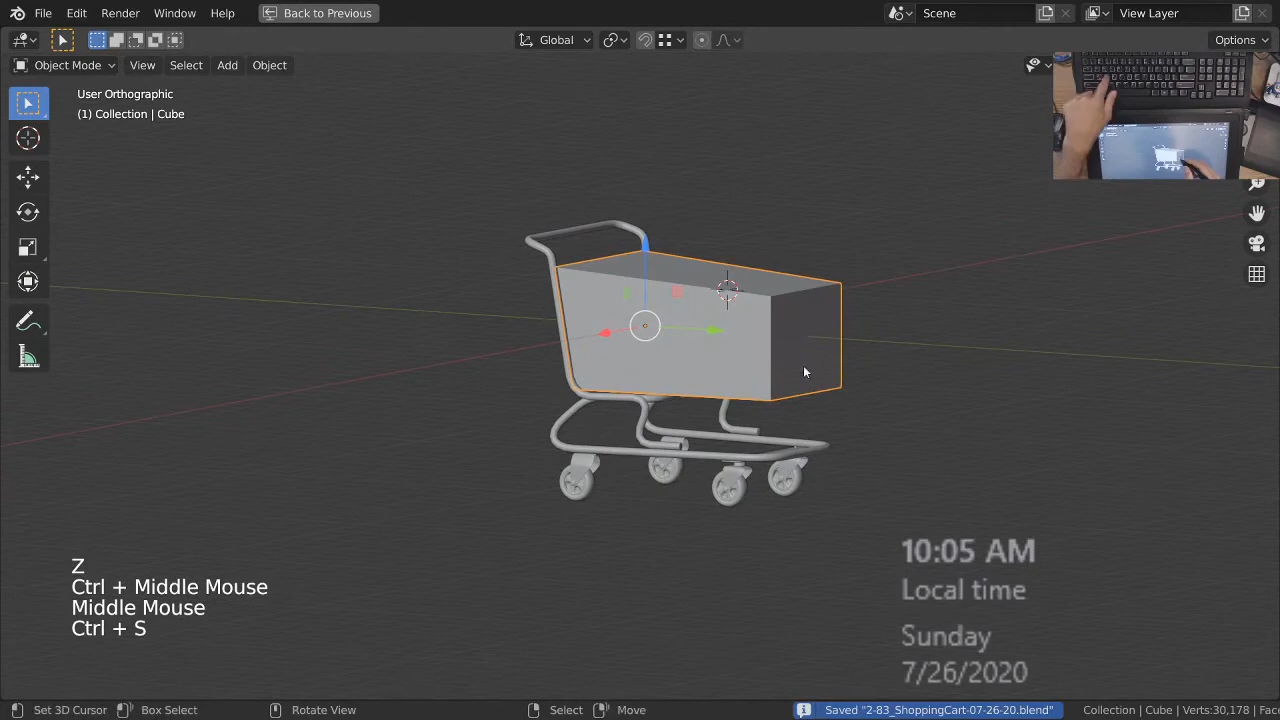 File Edit Render Window Help Back to Previous Scene View Layer
Global Options
Object Mode View Select Add Object
User Orthographic
(1) Collection | Cube
Z
Ctrl + Middle Mouse
Middle Mouse
Ctrl + S
10:05 AM
Local time
Sunday
7/26/2020
Set 3D Cursor Box Select Rotate View Select Move Saved "2-83_ShoppingCart-07-26-20.blend" Collection | Cube | Verts:30,178 | Fac